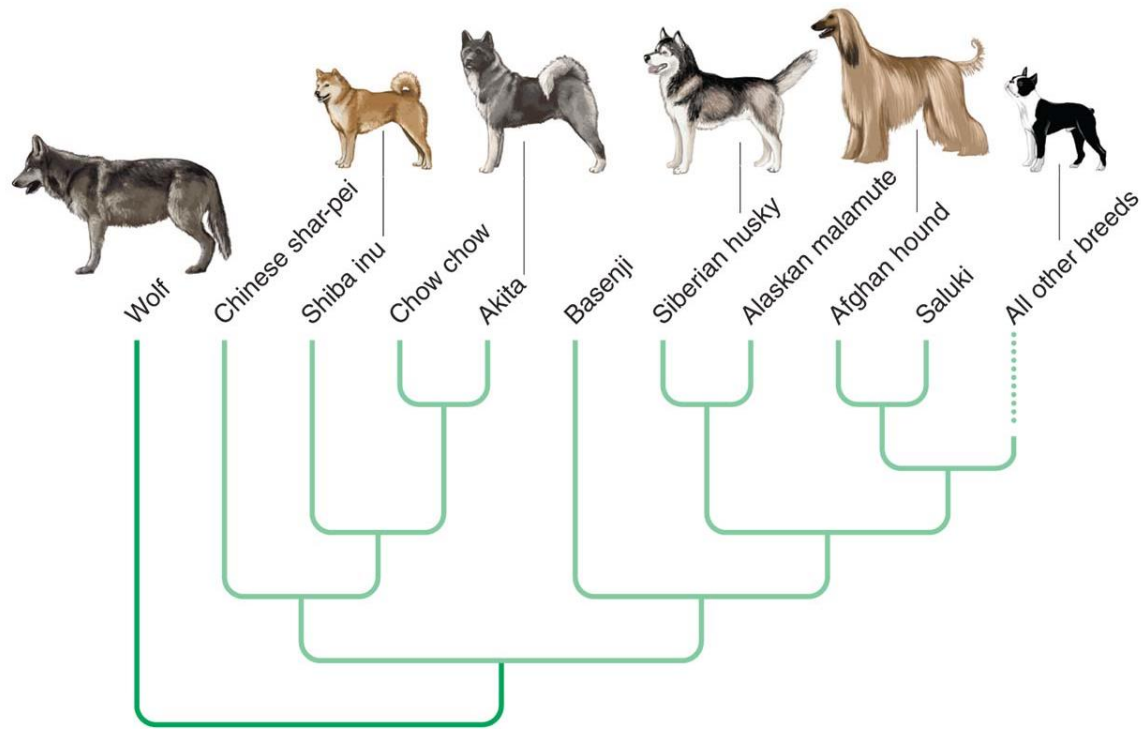 Wolf
Chinese shar-pei
Shiba inu
Chow chow
Akita
Basenji
Siberian husky
Alaskan malamute
Afghan hound
Saluki
All other breeds